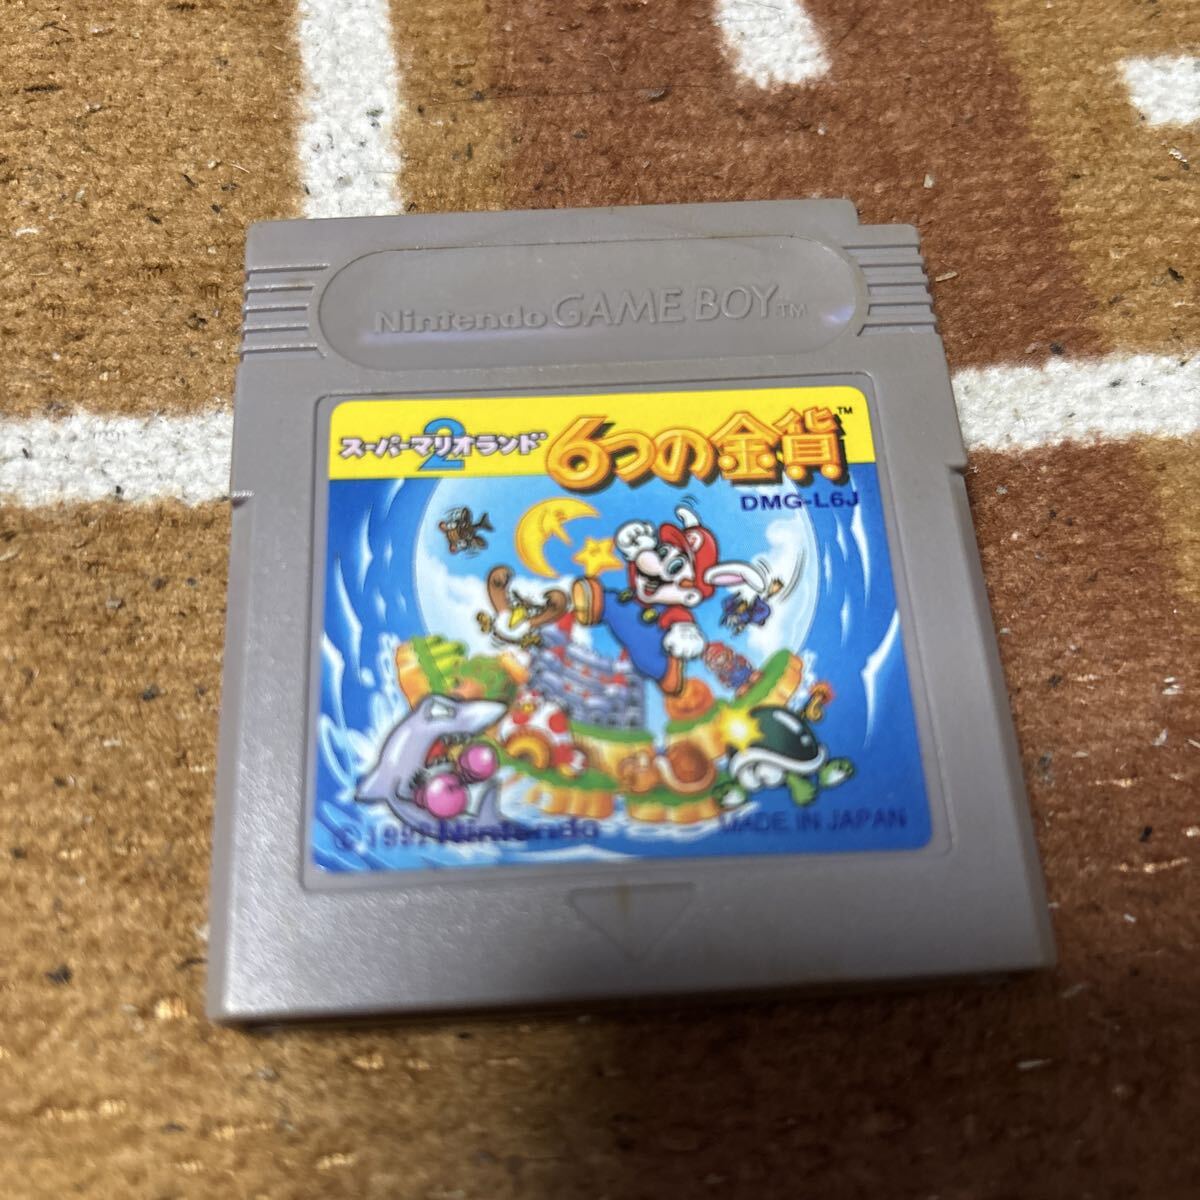 Nintendo GAME BOY™
スーパーマリオランド2 6つの金貨™
DMG-L6J
© 1992 Nintendo
MADE IN JAPAN